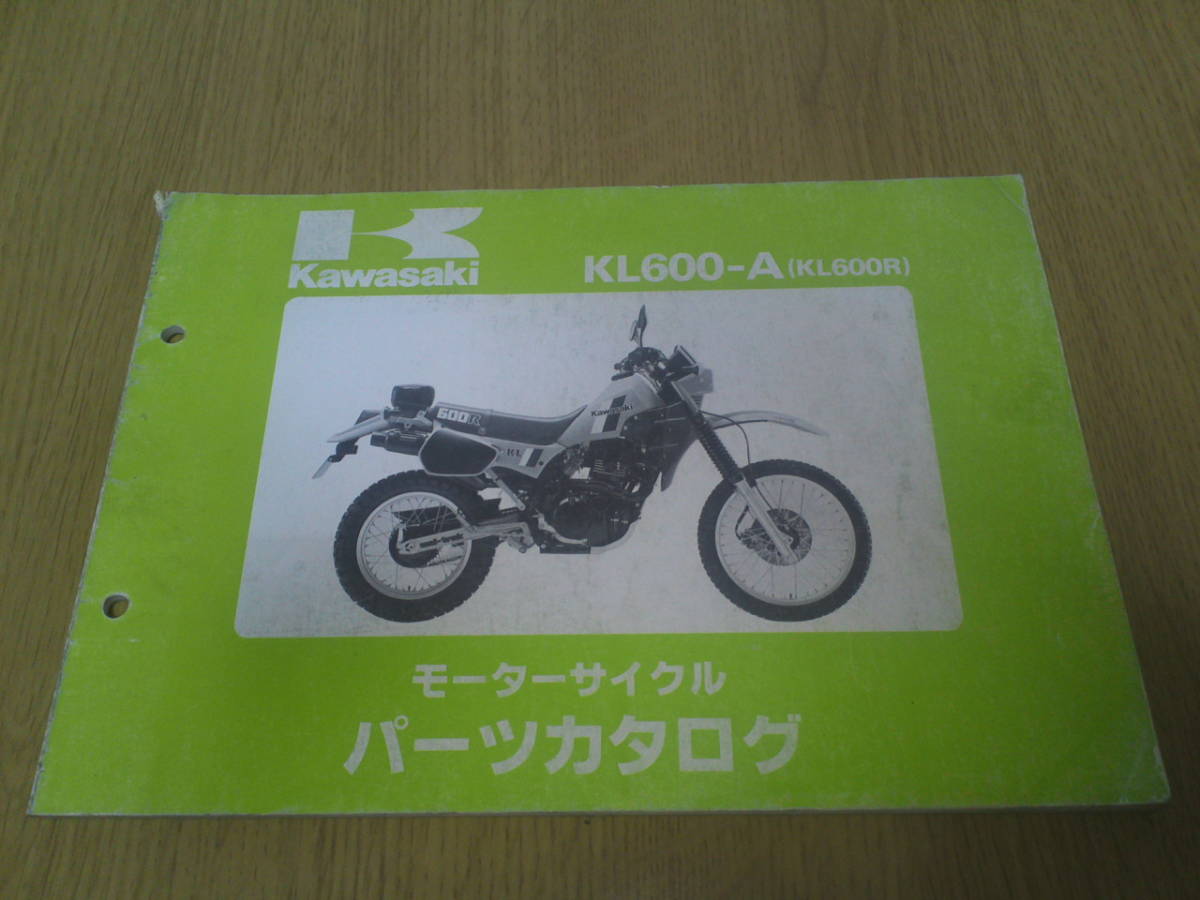 Kawasaki
KL600-A (KL600R)
600R
Kawasaki
KL
モーターサイクル
パーツカタログ